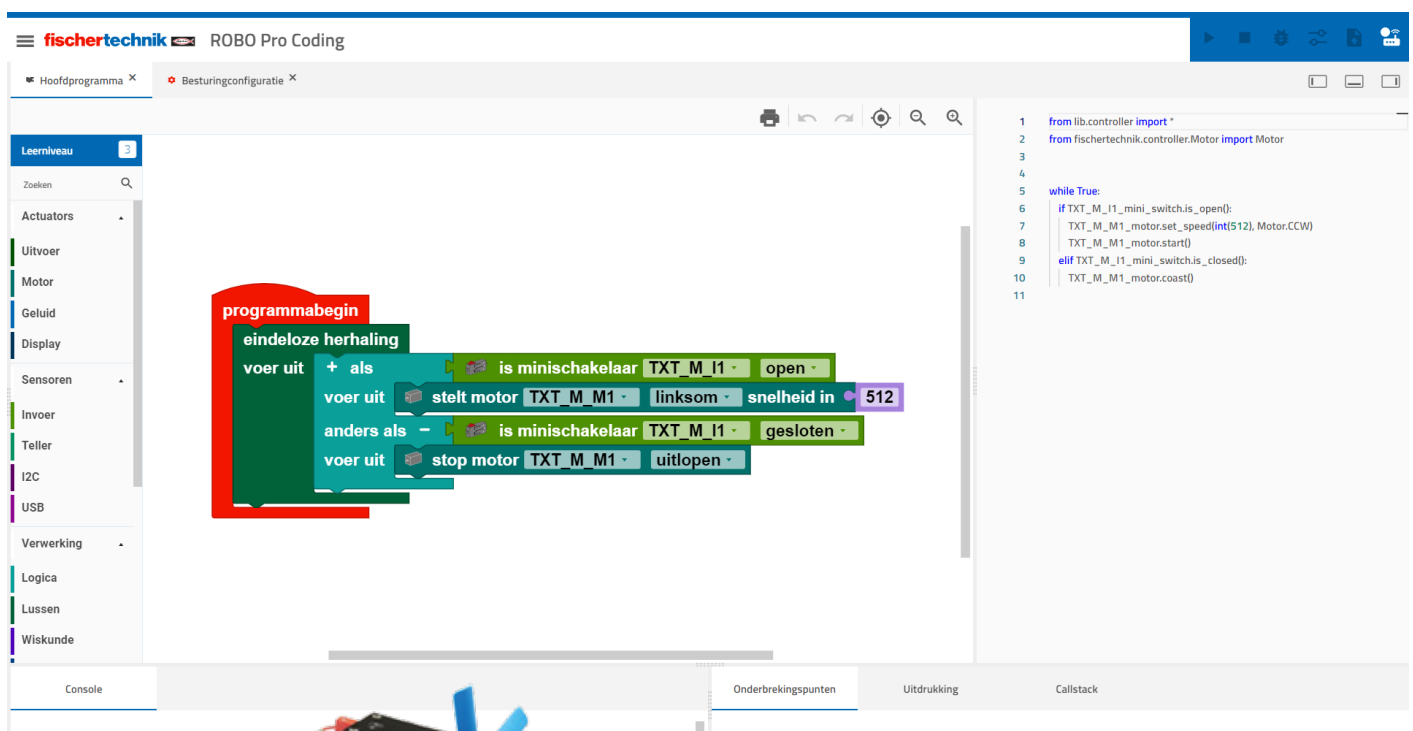 fischertechnik ROBO Pro Coding
Hoofdprogramma × Besturingconfiguratie ×
Leerniveau 3
Zoeken
Actuators
Uitvoer
Motor
Geluid
Display
Sensoren
Invoer
Teller
I2C
USB
Verwerking
Logica
Lussen
Wiskunde
programmabegin
eindeloze herhaling
voer uit + als is minischakelaar TXT_M_I1 open
voer uit stelt motor TXT_M_M1 linksom snelheid in 512
anders als − is minischakelaar TXT_M_I1 gesloten
voer uit stop motor TXT_M_M1 uitlopen
1 from lib.controller import *
2 from fischertechnik.controller.Motor import Motor
3
4
5 while True:
6 if TXT_M_I1_mini_switch.is_open():
7 TXT_M_M1_motor.set_speed(int(512), Motor.CCW)
8 TXT_M_M1_motor.start()
9 elif TXT_M_I1_mini_switch.is_closed():
10 TXT_M_M1_motor.coast()
11
Console
Onderbrekingspunten Uitdrukking Callstack